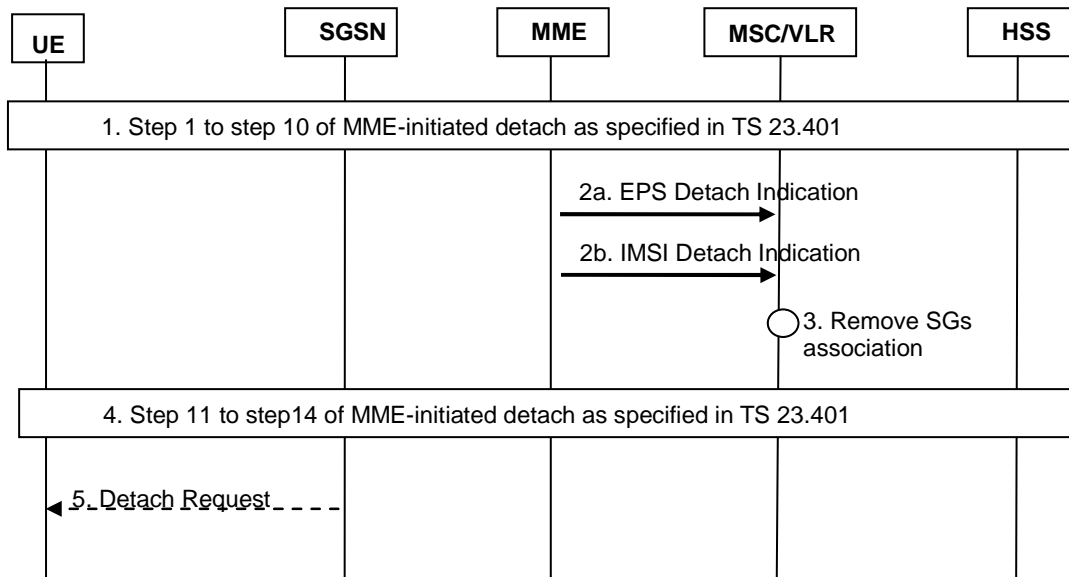 UE
SGSN
MME
MSC/VLR
HSS
1. Step 1 to step 10 of MME-initiated detach as specified in TS 23.401
2a. EPS Detach Indication
2b. IMSI Detach Indication
3. Remove SGs
association
4. Step 11 to step14 of MME-initiated detach as specified in TS 23.401
5. Detach Request